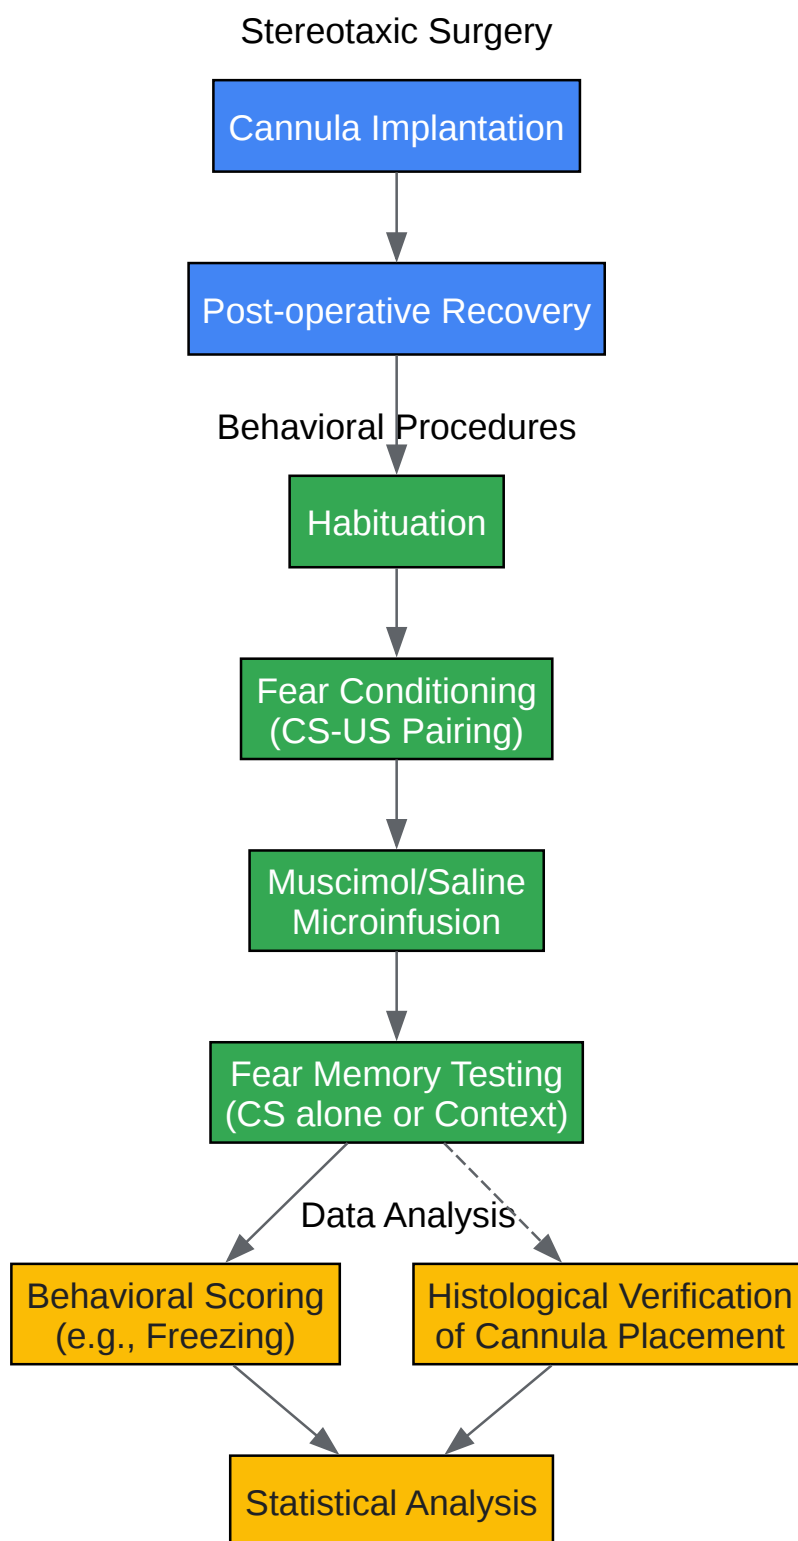 Stereotaxic Surgery
Cannula Implantation
Post-operative Recovery
Behavioral Procedures
Habituation
Fear Conditioning
(CS-US Pairing)
Muscimol/Saline
Microinfusion
Fear Memory Testing
(CS alone or Context)
Data Analysis
Behavioral Scoring
(e.g., Freezing)
Histological Verification
of Cannula Placement
Statistical Analysis